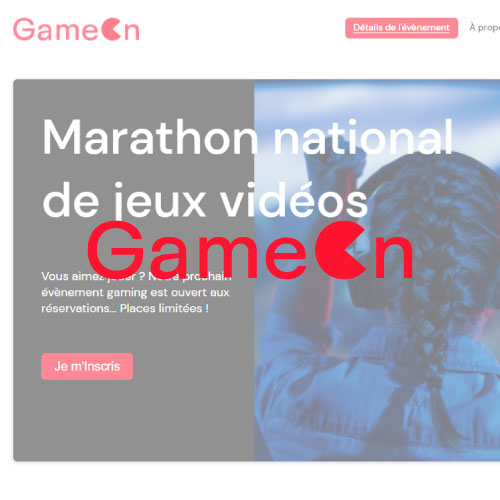 GameOn
Détails de l'évènement
À prop
Marathon national
de jeux vidéos
GameOn
Vous aimez jouer ? Notre prochain
évènement gaming est ouvert aux
réservations... Places limitées !
Je m'Inscris